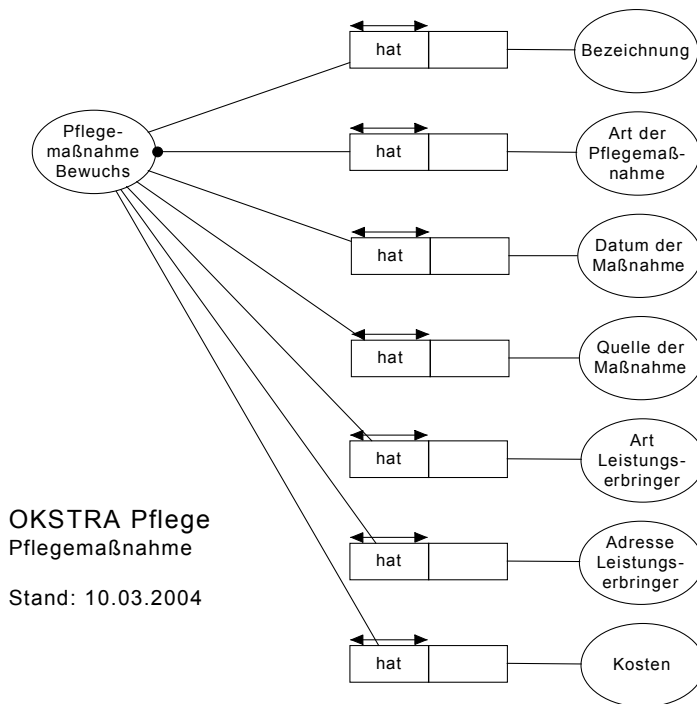 hat
Bezeichnung
Pflege-
maßnahme
Bewuchs
hat
Art der
Pflegemaß-
nahme
hat
Datum der
Maßnahme
hat
Quelle der
Maßnahme
hat
Art
Leistungs-
erbringer
OKSTRA Pflege
Pflegemaßnahme
Stand: 10.03.2004
hat
Adresse
Leistungs-
erbringer
hat
Kosten